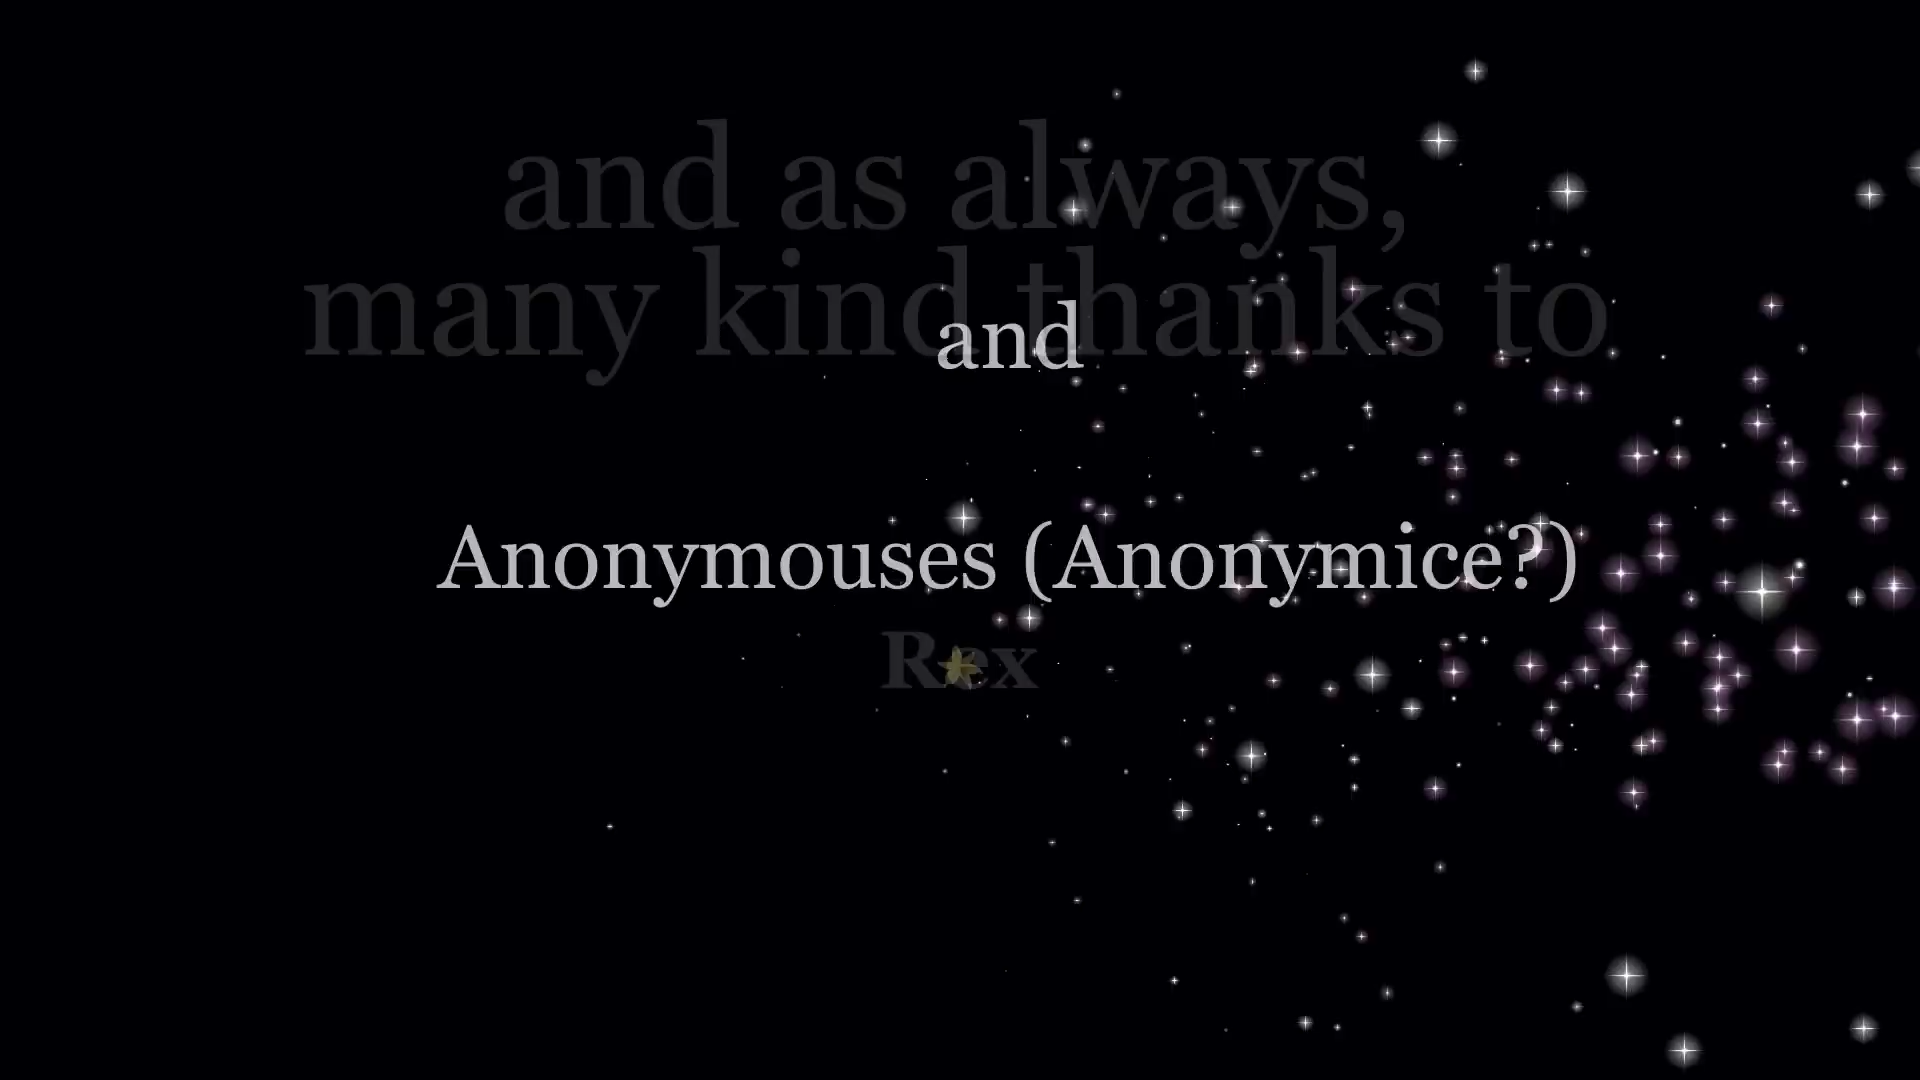 and as always,
many kind thanks to
and
Anonymouses (Anonymice?)
Rex